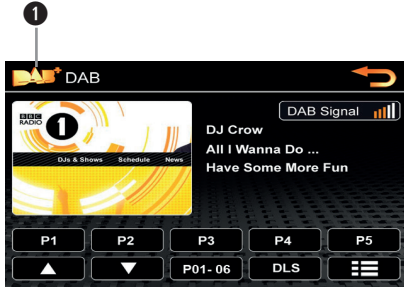 1
DAB+ DAB
DAB Signal
BBC
RADIO
1
DJs & Shows Schedule News
DJ Crow
All I Wanna Do ...
Have Some More Fun
P1 P2 P3 P4 P5
P01- 06 DLS